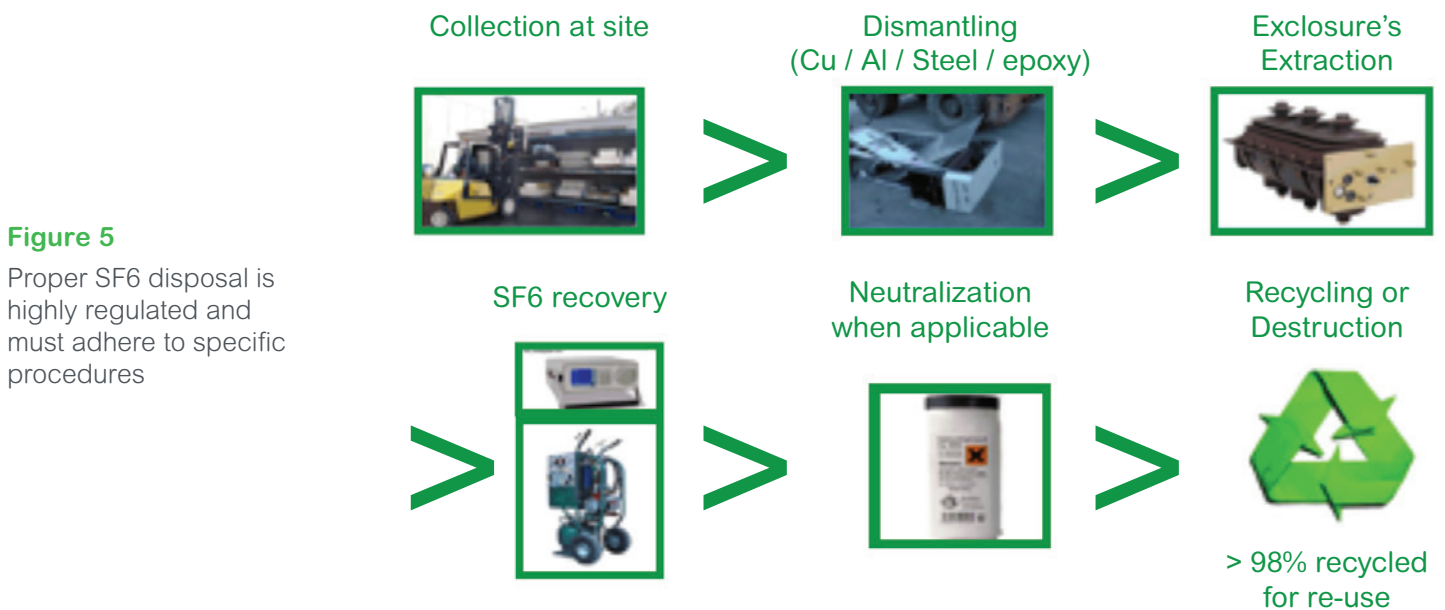 Collection at site
Dismantling
(Cu / Al / Steel / epoxy)
Exclosure's
Extraction
>
>
Figure 5
Proper SF6 disposal is
highly regulated and
must adhere to specific
procedures
SF6 recovery
Neutralization
when applicable
Recycling or
Destruction
>
>
>
> 98% recycled
for re-use